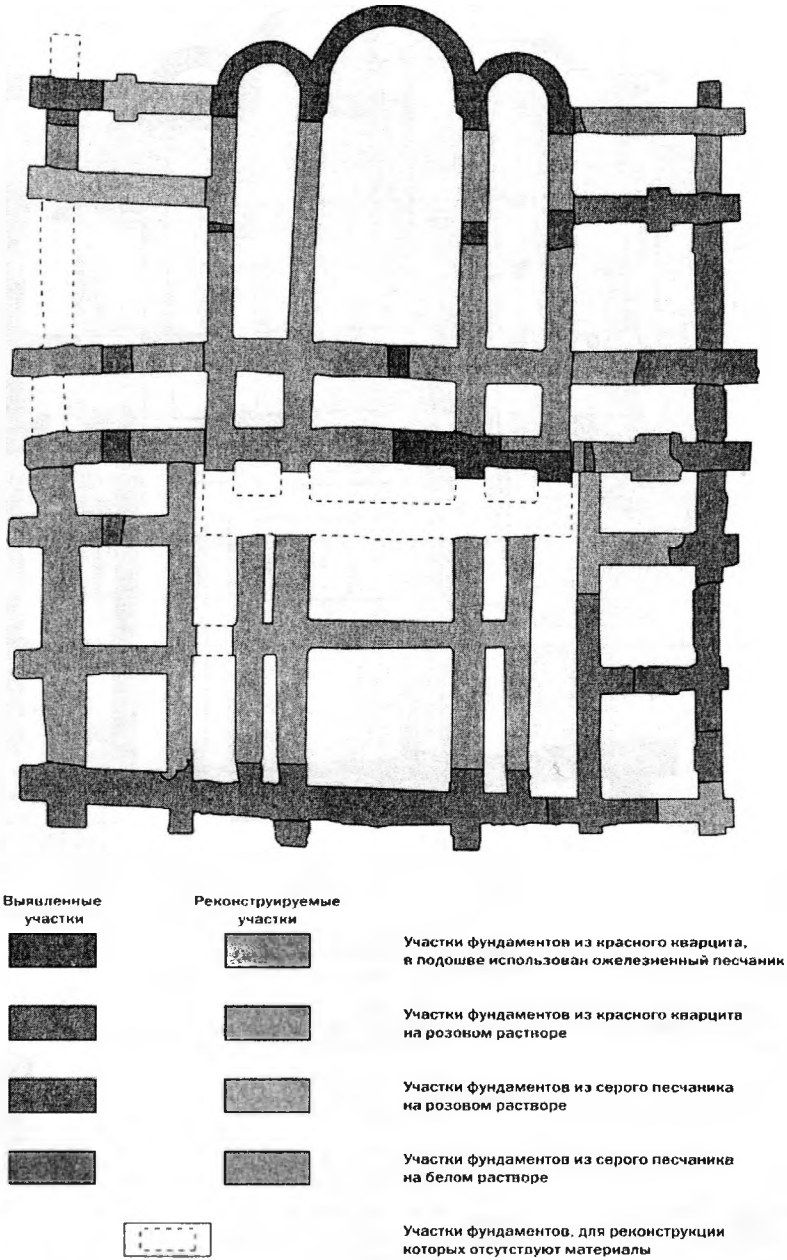 Выявленные
участки
Реконструируемые
участки
Участки фундаментов из красного кварцита,
в подошве использован ожелезненный песчаник
Участки фундаментов из красного кварцита
на розовом растворе
Участки фундаментов из серого песчаника
на розовом растворе
Участки фундаментов из серого песчаника
на белом растворе
Участки фундаментов, для реконструкции
которых отсутствуют материалы